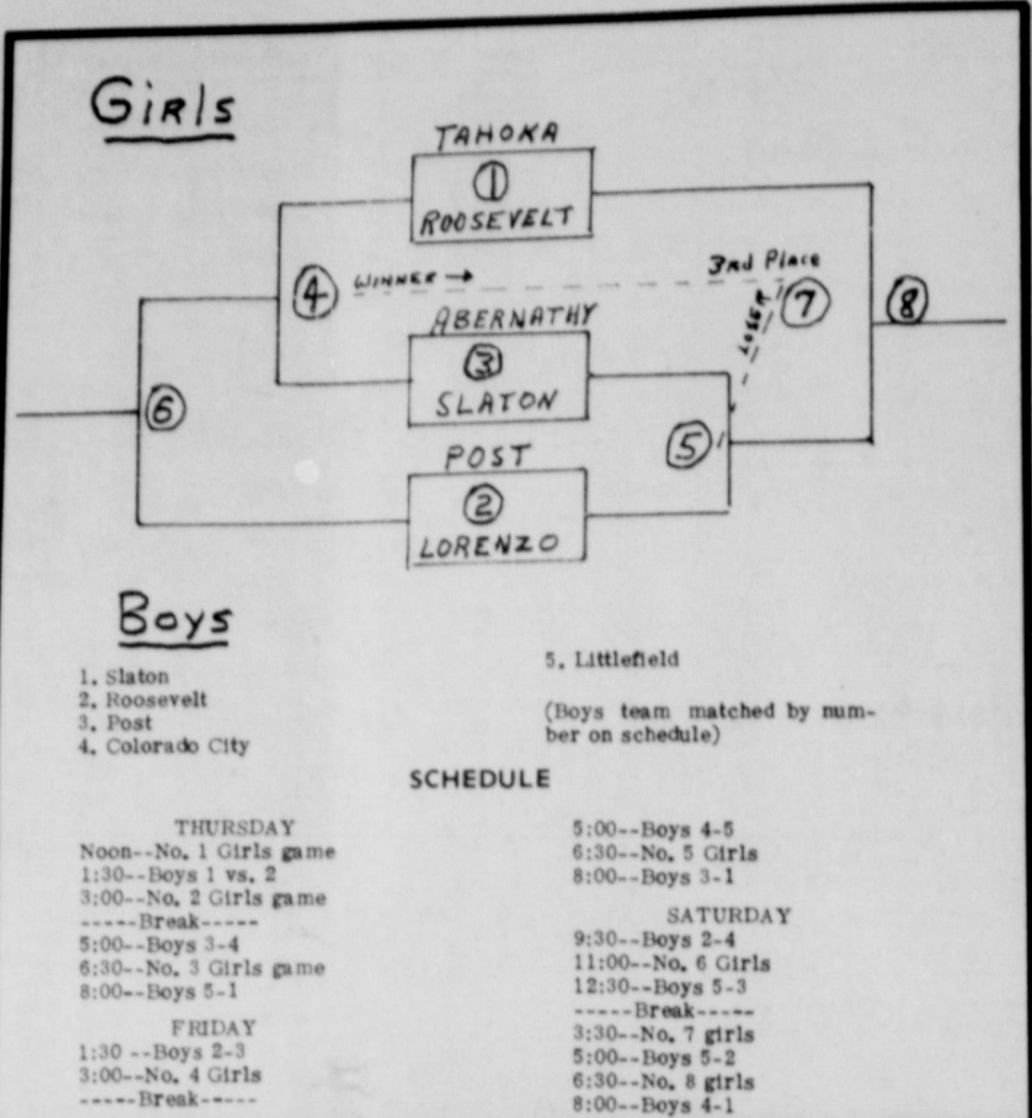 Girls
TAHOKA
1
ROOSEVELT
4 WINNER → 3rd Place
LOSER 7 8
ABERNATHY
3
SLATON
6
5
POST
2
LORENZO
Boys
1. Slaton
2. Roosevelt
3. Post
4. Colorado City
5. Littlefield
(Boys team matched by num-
ber on schedule)
SCHEDULE
THURSDAY
Noon--No. 1 Girls game
1:30--Boys 1 vs. 2
3:00--No. 2 Girls game
-----Break-----
5:00--Boys 3-4
6:30--No. 3 Girls game
8:00--Boys 5-1
FRIDAY
1:30 --Boys 2-3
3:00--No. 4 Girls
-----Break-----
5:00--Boys 4-5
6:30--No. 5 Girls
8:00--Boys 3-1
SATURDAY
9:30--Boys 2-4
11:00--No. 6 Girls
12:30--Boys 5-3
-----Break-----
3:30--No. 7 girls
5:00--Boys 5-2
6:30--No. 8 girls
8:00--Boys 4-1